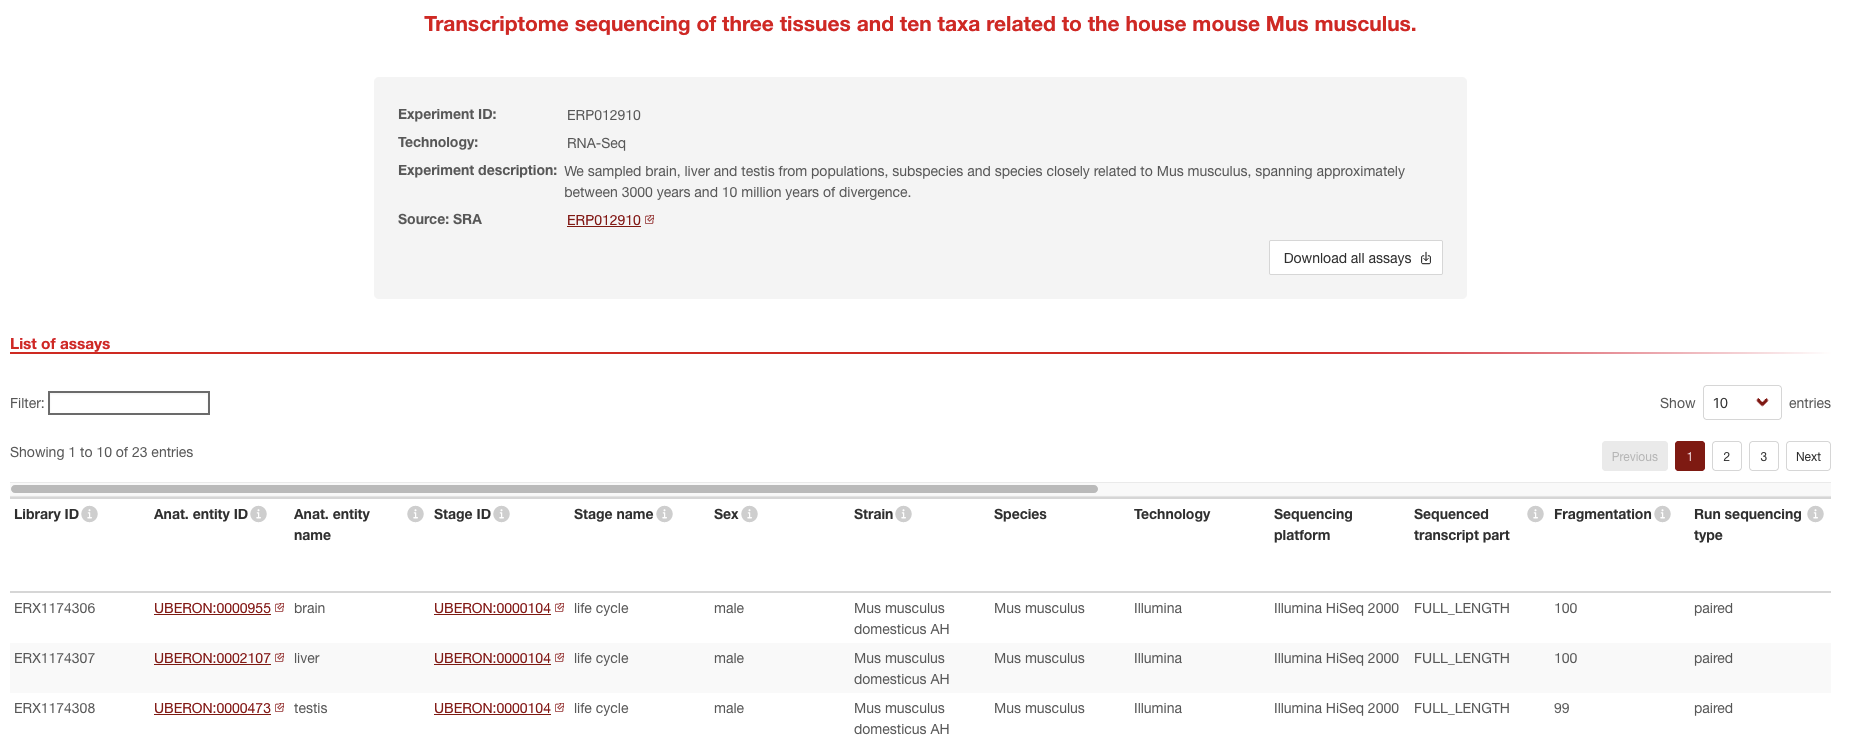 Transcriptome sequencing of three tissues and ten taxa related to the house mouse Mus musculus.
Experiment ID: ERP012910
Technology: RNA-Seq
Experiment description: We sampled brain, liver and testis from populations, subspecies and species closely related to Mus musculus, spanning approximately
between 3000 years and 10 million years of divergence.
Source: SRA ERP012910
Download all assays
List of assays
Filter:
Show 10 entries
Showing 1 to 10 of 23 entries
Previous 1 2 3 Next
Library ID Anat. entity ID Anat. entity Stage ID Stage name Sex Strain Species Technology Sequencing Sequenced Fragmentation Run sequencing
name platform transcript part type
ERX1174306 UBERON:0000955 brain UBERON:0000104 life cycle male Mus musculus Mus musculus Illumina Illumina HiSeq 2000 FULL_LENGTH 100 paired
domesticus AH
ERX1174307 UBERON:0002107 liver UBERON:0000104 life cycle male Mus musculus Mus musculus Illumina Illumina HiSeq 2000 FULL_LENGTH 100 paired
domesticus AH
ERX1174308 UBERON:0000473 testis UBERON:0000104 life cycle male Mus musculus Mus musculus Illumina Illumina HiSeq 2000 FULL_LENGTH 99 paired
domesticus AH